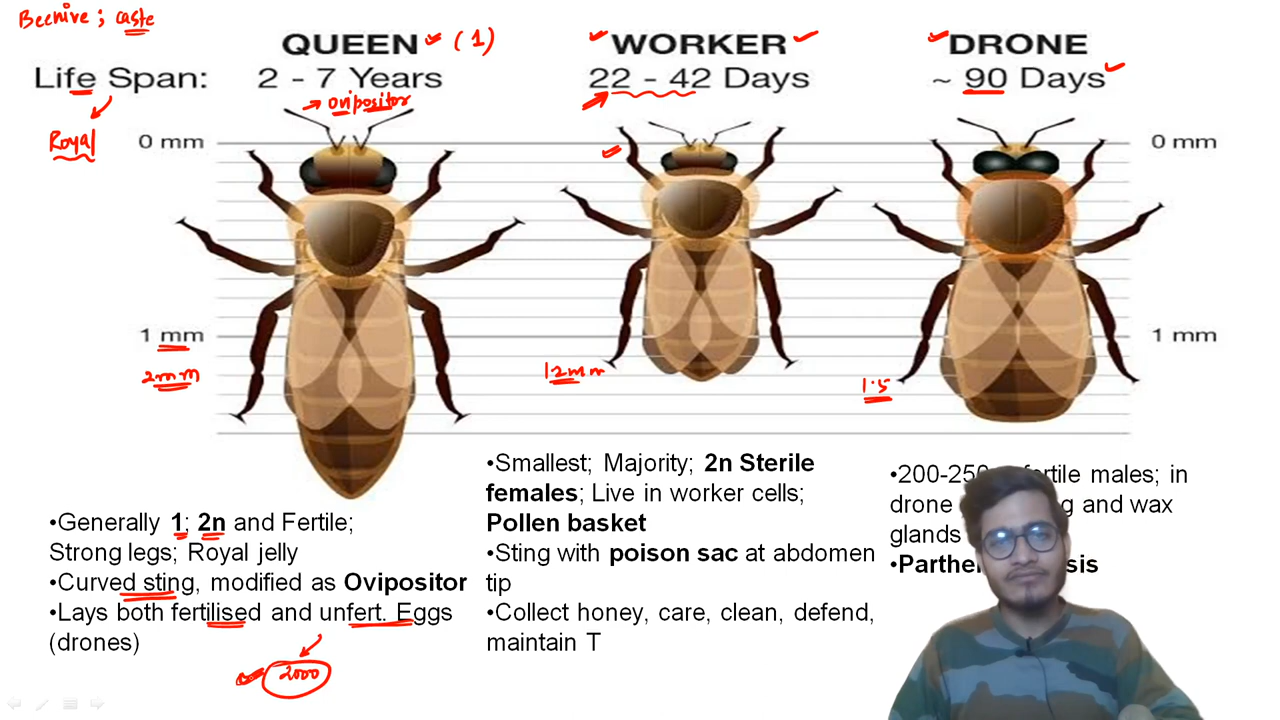 Beehive ; caste
QUEEN (1) WORKER DRONE
Life Span: 2 - 7 Years 22 - 42 Days ~ 90 Days
→ ovipositor
Royal
0 mm 0 mm
1 mm 1 mm
2mm 1.2mm 1.5
•Generally 1; 2n and Fertile;
Strong legs; Royal jelly
•Curved sting, modified as Ovipositor
•Lays both fertilised and unfert. Eggs
(drones)
2000
•Smallest; Majority; 2n Sterile
females; Live in worker cells;
Pollen basket
•Sting with poison sac at abdomen
tip
•Collect honey, care, clean, defend,
maintain T
•200-250 males; in
drone and wax
glands